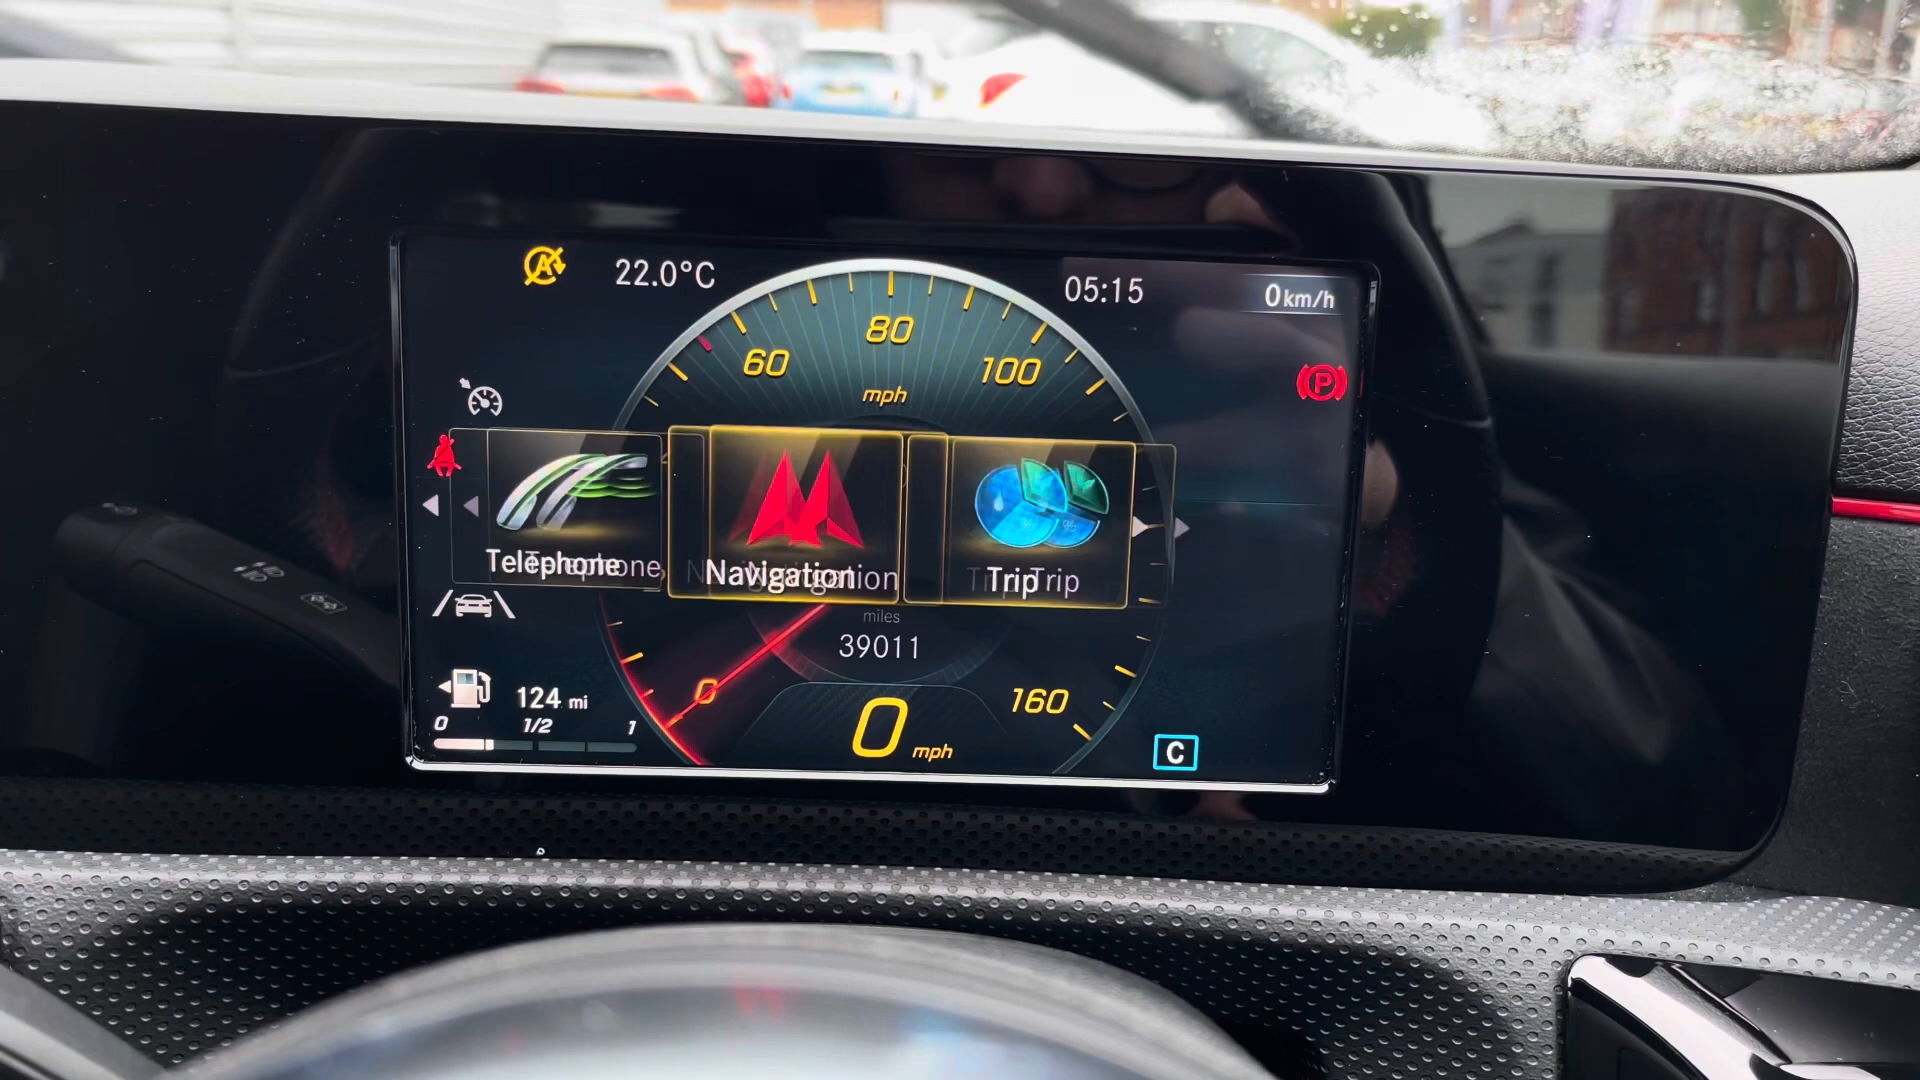 A
22.0°C
05:15
0 km/h
80
60
100
mph
P
Telephone
Navigation
Trip
miles
39011
0
160
124 mi
0
1/2
1
0 mph
C